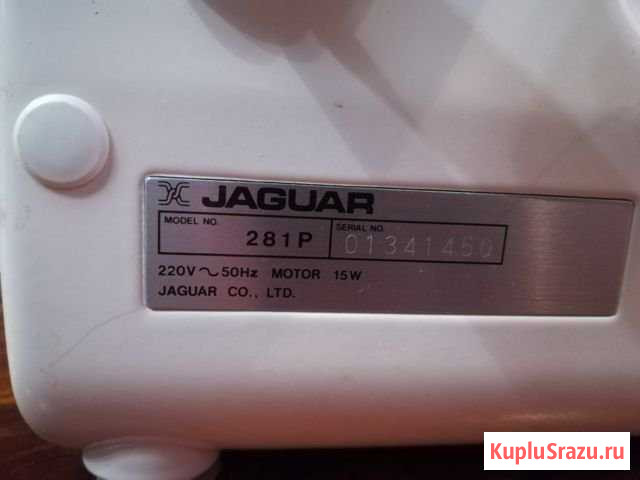 JAGUAR
MODEL NO. 281P SERIAL NO. 01341450
220V ~ 50Hz MOTOR 15W
JAGUAR CO., LTD.
KupluSrazu.ru